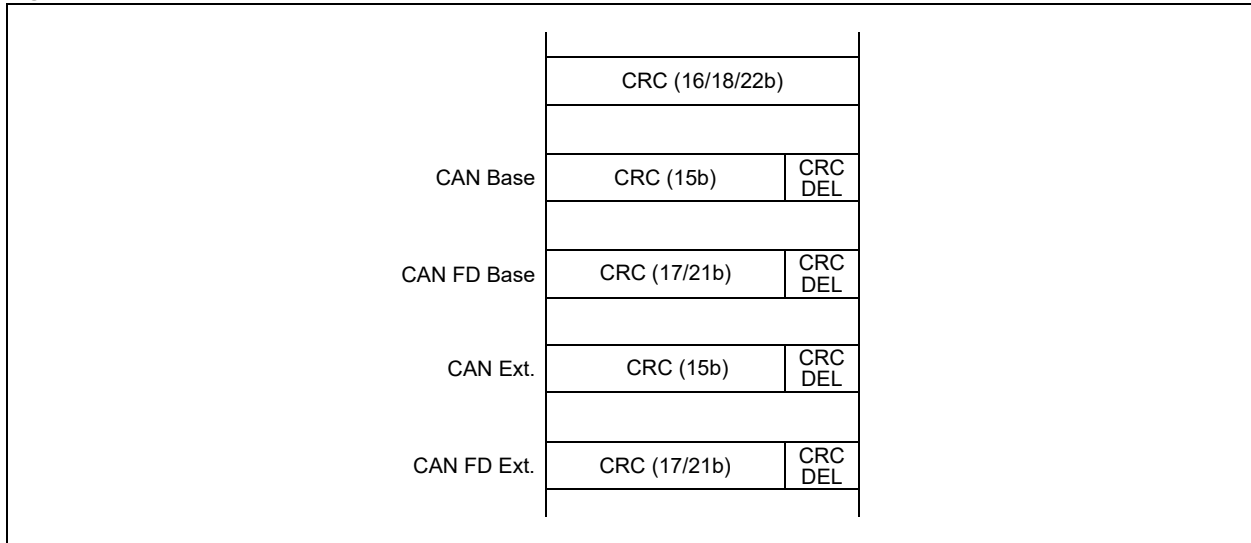 CRC (16/18/22b)
CAN Base CRC (15b) CRC DEL
CAN FD Base CRC (17/21b) CRC DEL
CAN Ext. CRC (15b) CRC DEL
CAN FD Ext. CRC (17/21b) CRC DEL